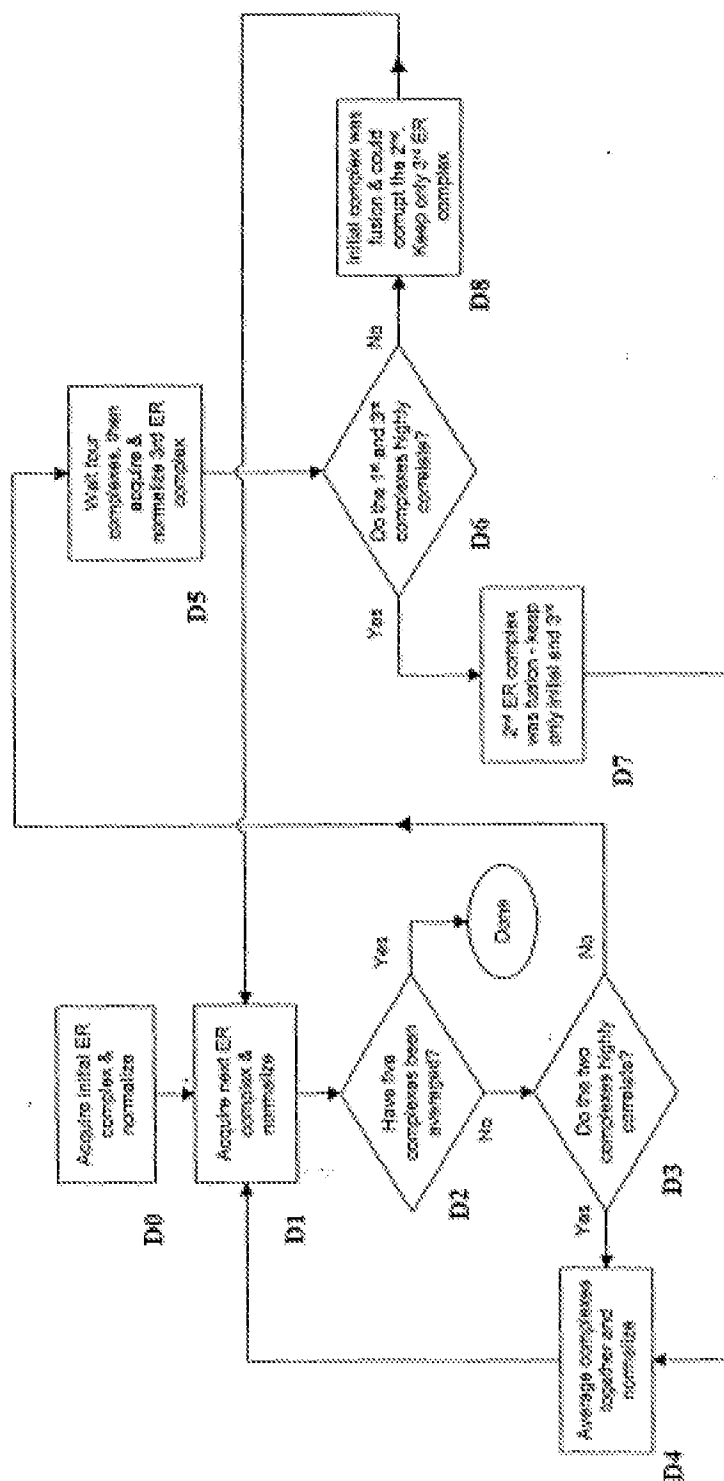 Acquire initial ER
complex &
normalize
D0
Acquire next ER
complex &
normalize
D1
Have five
complexes been
averaged?
D2
Yes
Done
No
Do the two
complexes highly
correlate?
D3
Yes
No
Average complexes
together and
normalize
D4
Wait four
complexes, then
acquire &
normalize 3rd ER
complex
D5
Do the 1st and 3rd
complexes highly
correlate?
D6
Yes
No
2nd ER complex
was fusion - keep
only initial and 3rd
D7
Initial complex was
fusion & could
corrupt the 2nd.
Keep only 3rd ER
complex
D8